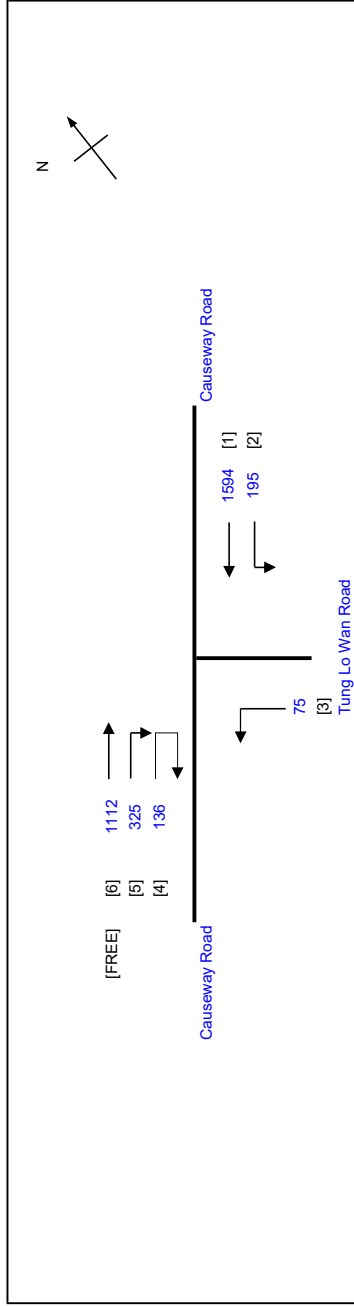 N
[FREE] [6] 1112
[5] 325
[4] 136
Causeway Road
Causeway Road
1594 [1]
195 [2]
75
[3]
Tung Lo Wan Road